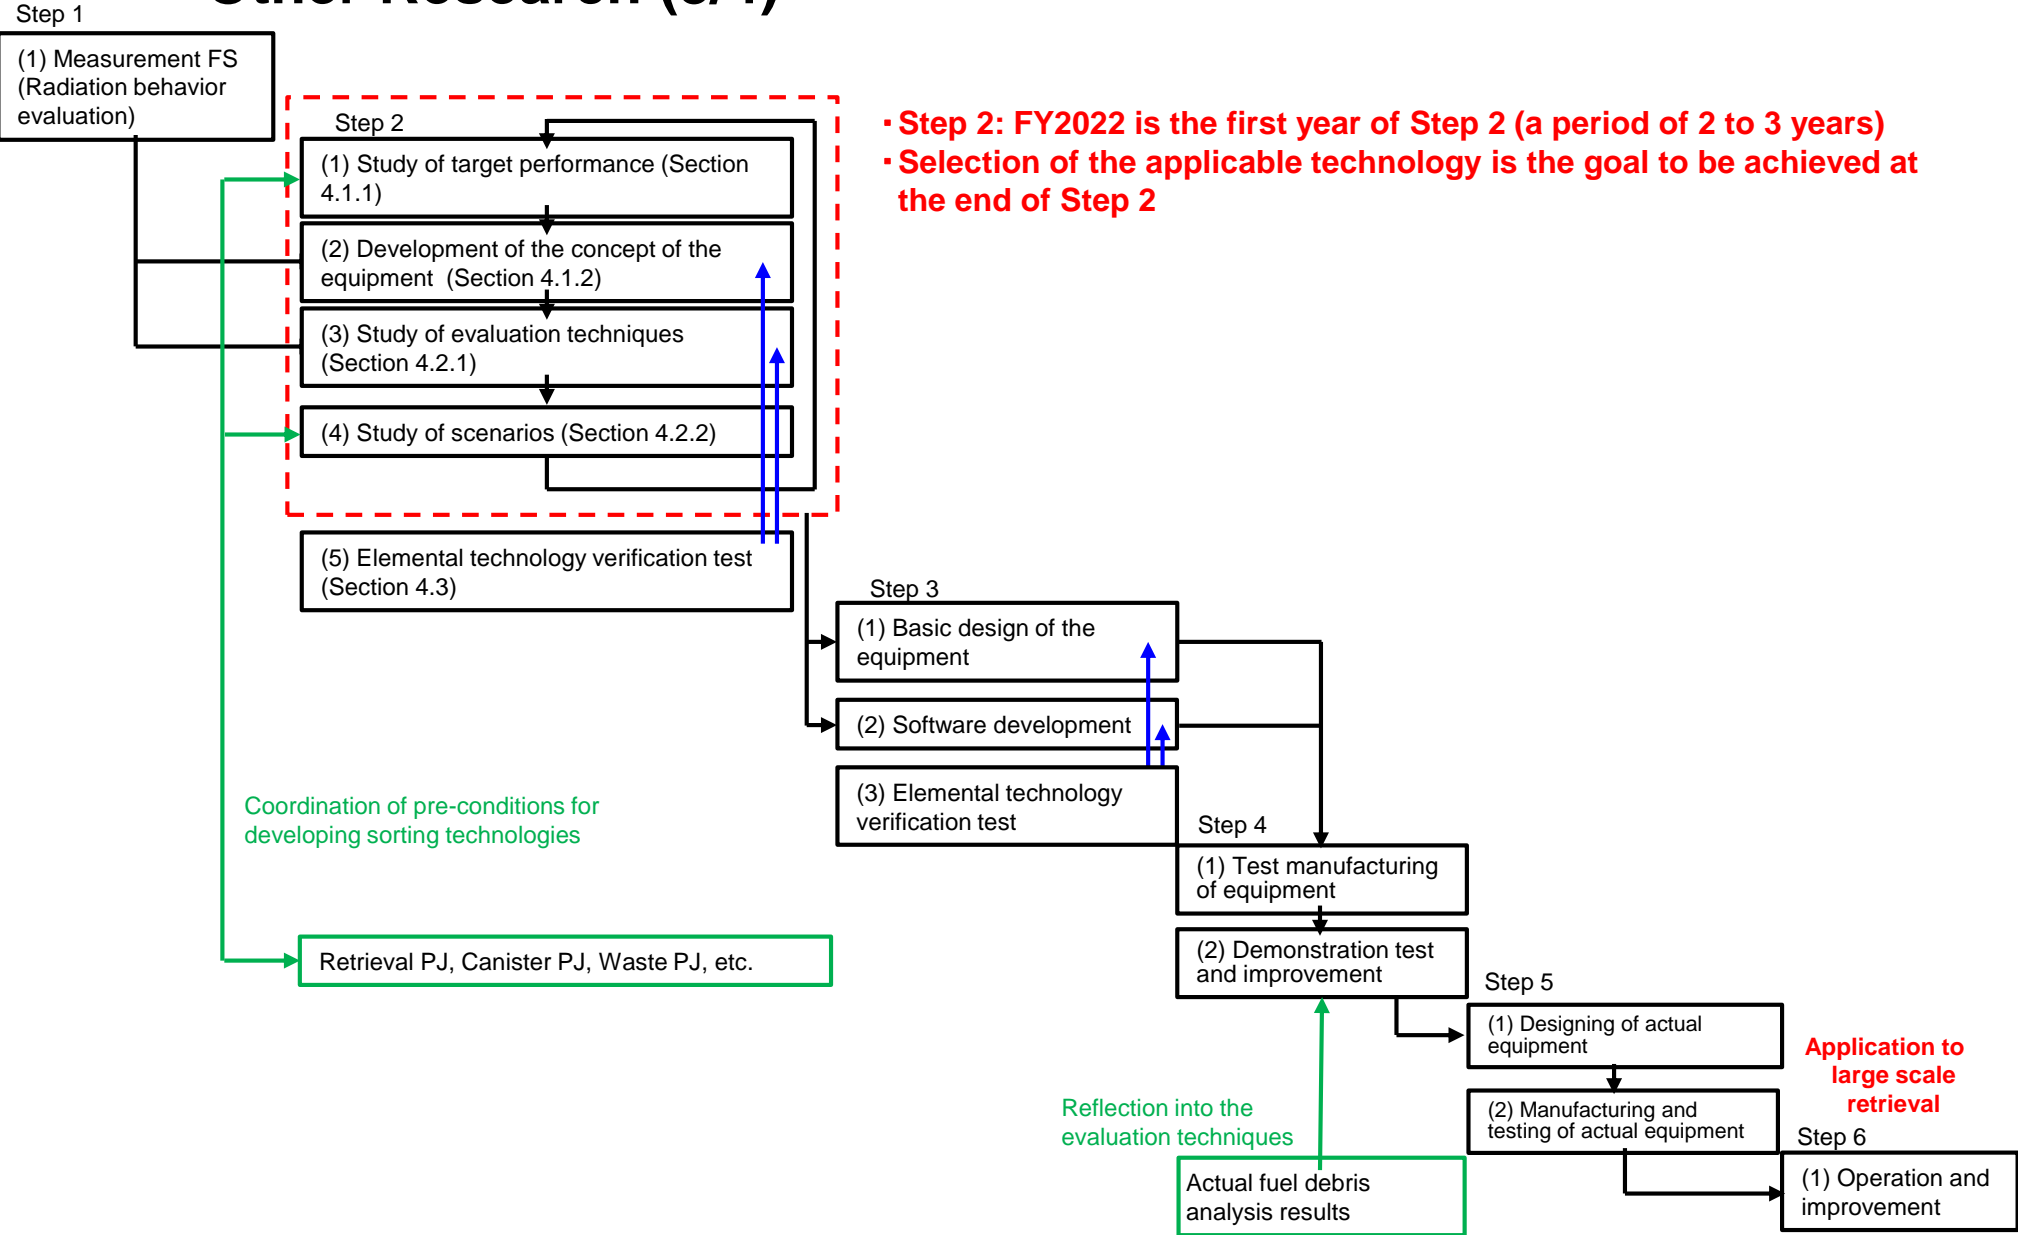 Step 1
(1) Measurement FS
(Radiation behavior
evaluation)
Step 2
(1) Study of target performance (Section
4.1.1)
(2) Development of the concept of the
equipment (Section 4.1.2)
(3) Study of evaluation techniques
(Section 4.2.1)
(4) Study of scenarios (Section 4.2.2)
(5) Elemental technology verification test
(Section 4.3)
・Step 2: FY2022 is the first year of Step 2 (a period of 2 to 3 years)
・Selection of the applicable technology is the goal to be achieved at
the end of Step 2
Step 3
(1) Basic design of the
equipment
(2) Software development
(3) Elemental technology
verification test
Coordination of pre-conditions for
developing sorting technologies
Retrieval PJ, Canister PJ, Waste PJ, etc.
Step 4
(1) Test manufacturing
of equipment
(2) Demonstration test
and improvement
Reflection into the
evaluation techniques
Actual fuel debris
analysis results
Step 5
(1) Designing of actual
equipment
(2) Manufacturing and
testing of actual equipment
Application to
large scale
retrieval
Step 6
(1) Operation and
improvement